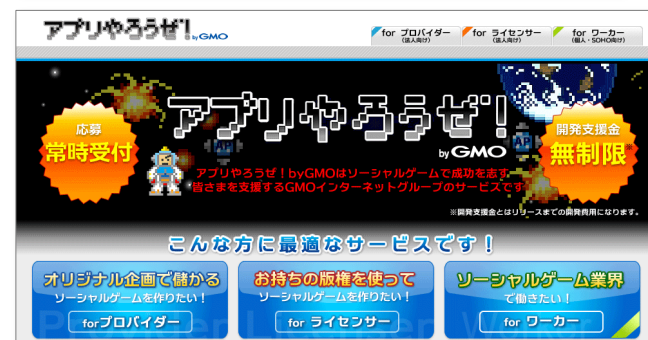 アプリやろうぜ! by GMO
for プロバイダー
(法人向け)
for ライセンサー
(法人向け)
for ワーカー
(個人・SOHO向け)
応募
常時受付
アプリやろうぜ!
by GMO
開発支援金
無制限※
API
API
アプリやろうぜ!byGMOはソーシャルゲームで成功を志す
皆さまを支援するGMOインターネットグループのサービスです
※開発支援金とはリリースまでの開発費用になります。
こんな方に最適なサービスです!
オリジナル企画で儲かる
ソーシャルゲームを作りたい!
forプロバイダー
Provider
お持ちの版権を使って
ソーシャルゲームを作りたい!
for ライセンサー
Licenser
ソーシャルゲーム業界
で働きたい!
for ワーカー
Worker